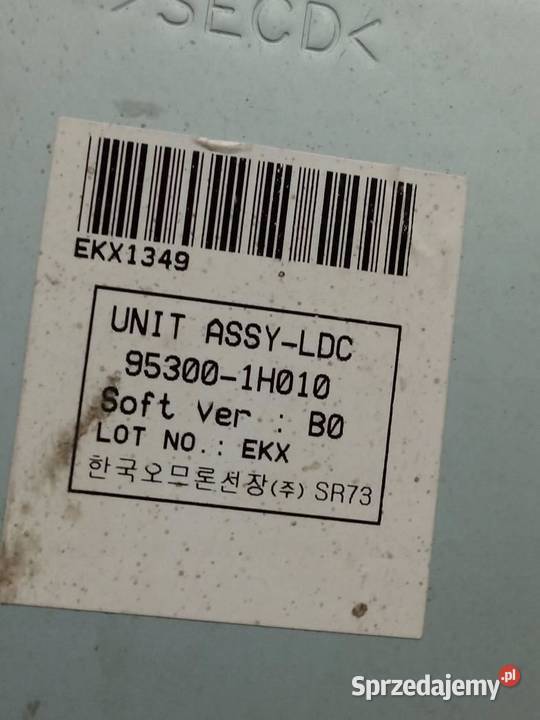 >SECD<
EKX1349
UNIT ASSY-LDC
95300-1H010
Soft Ver : B0
LOT NO.: EKX
한국오므론전장(주) SR73
Sprzedajemy.pl